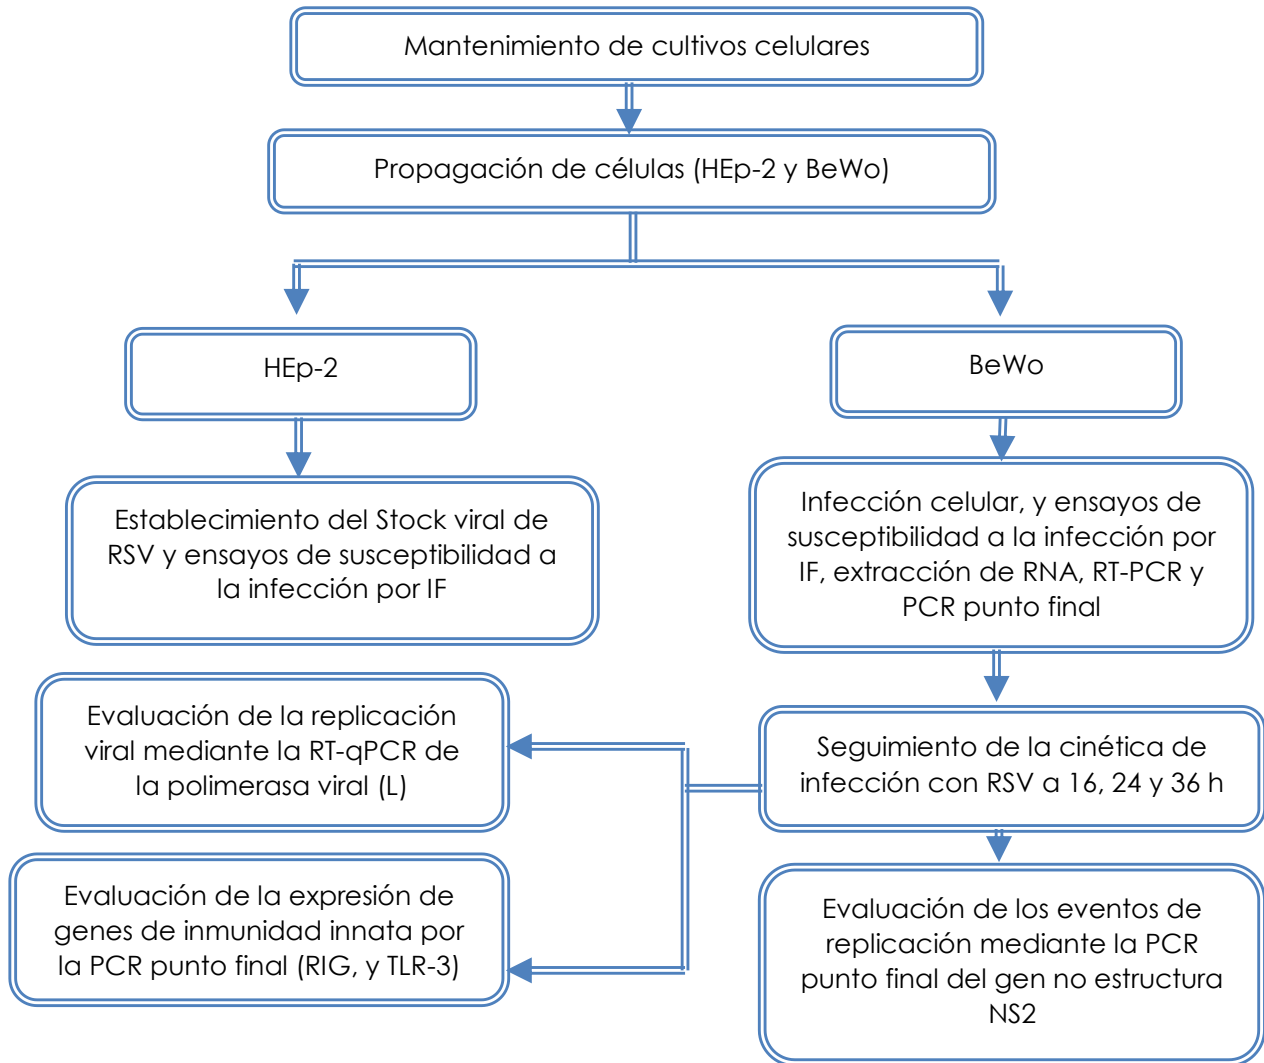 Mantenimiento de cultivos celulares
Propagación de células (HEp-2 y BeWo)
HEp-2
BeWo
Establecimiento del Stock viral de
RSV y ensayos de susceptibilidad a
la infección por IF
Infección celular, y ensayos de
susceptibilidad a la infección por
IF, extracción de RNA, RT-PCR y
PCR punto final
Evaluación de la replicación
viral mediante la RT-qPCR de
la polimerasa viral (L)
Seguimiento de la cinética de
infección con RSV a 16, 24 y 36 h
Evaluación de la expresión de
genes de inmunidad innata por
la PCR punto final (RIG, y TLR-3)
Evaluación de los eventos de
replicación mediante la PCR
punto final del gen no estructura
NS2